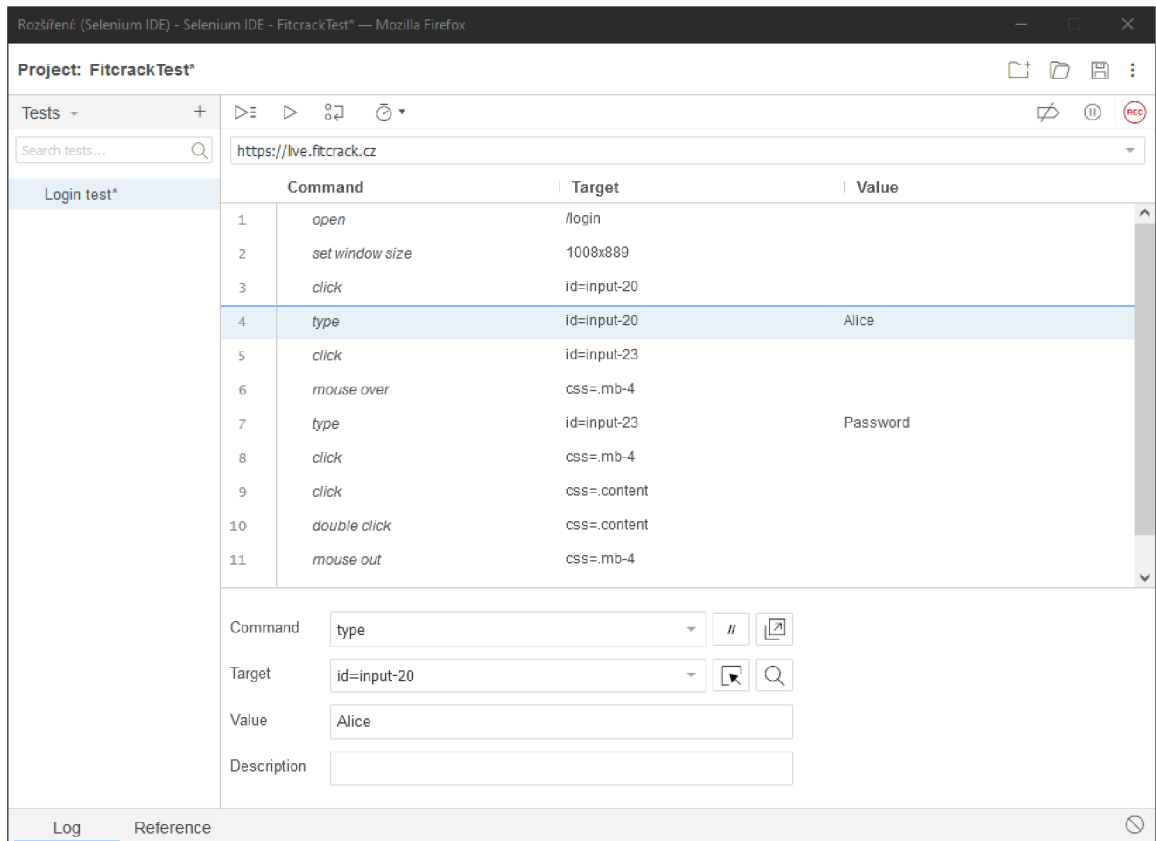 Rozšíření: (Selenium IDE) - Selenium IDE - FitcrackTest* — Mozilla Firefox
Project: FitcrackTest*
Tests
Search tests...
Login test*
REC
https://live.fitcrack.cz
Command Target Value
1 open /login
2 set window size 1008x889
3 click id=input-20
4 type id=input-20 Alice
5 click id=input-23
6 mouse over css=.mb-4
7 type id=input-23 Password
8 click css=.mb-4
9 click css=.content
10 double click css=.content
11 mouse out css=.mb-4
Command type //
Target id=input-20
Value Alice
Description
Log Reference